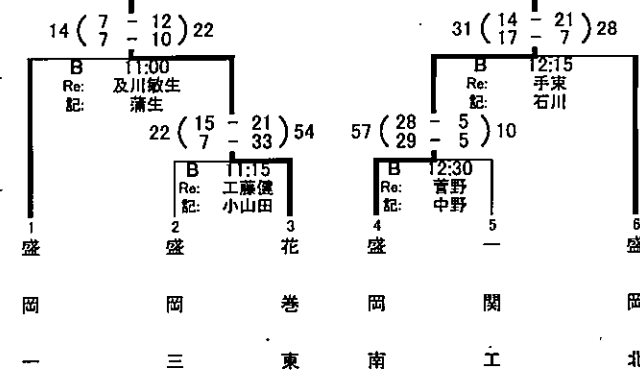 14 ( 7 - 12 ) 22
7 - 10
31 ( 14 - 21 ) 28
17 - 7
B 11:00
Re: 及川敏生
記: 蒲生
B 12:15
Re: 手束
記: 石川
22 ( 15 - 21 ) 54
7 - 33
57 ( 28 - 5 ) 10
29 - 5
B 11:15
Re: 工藤健
記: 小山田
B 12:30
Re: 菅野
記: 中野
1 2 3 4 5 6
盛 盛 花 盛 一 盛
岡 岡 巻 岡 関 岡
一 三 東 南 工 北